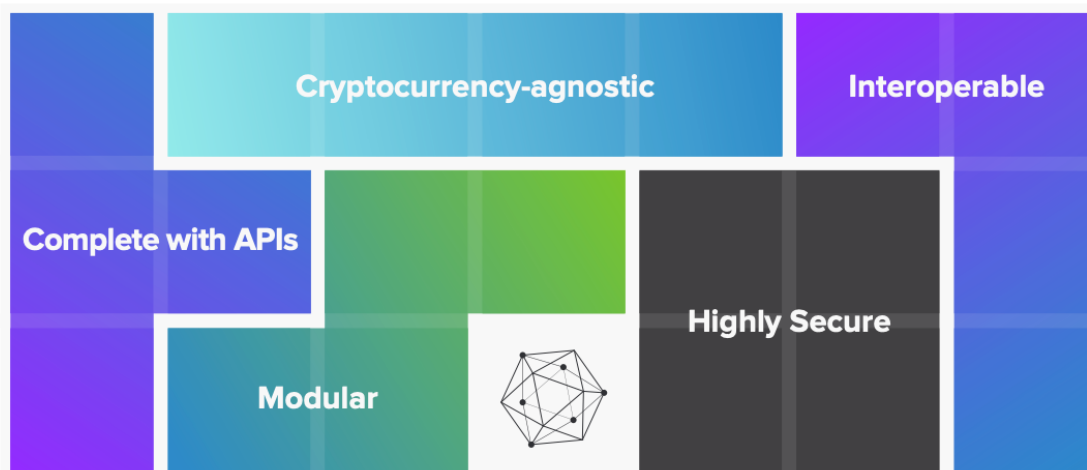 Cryptocurrency-agnostic
Interoperable
Complete with APIs
Highly Secure
Modular